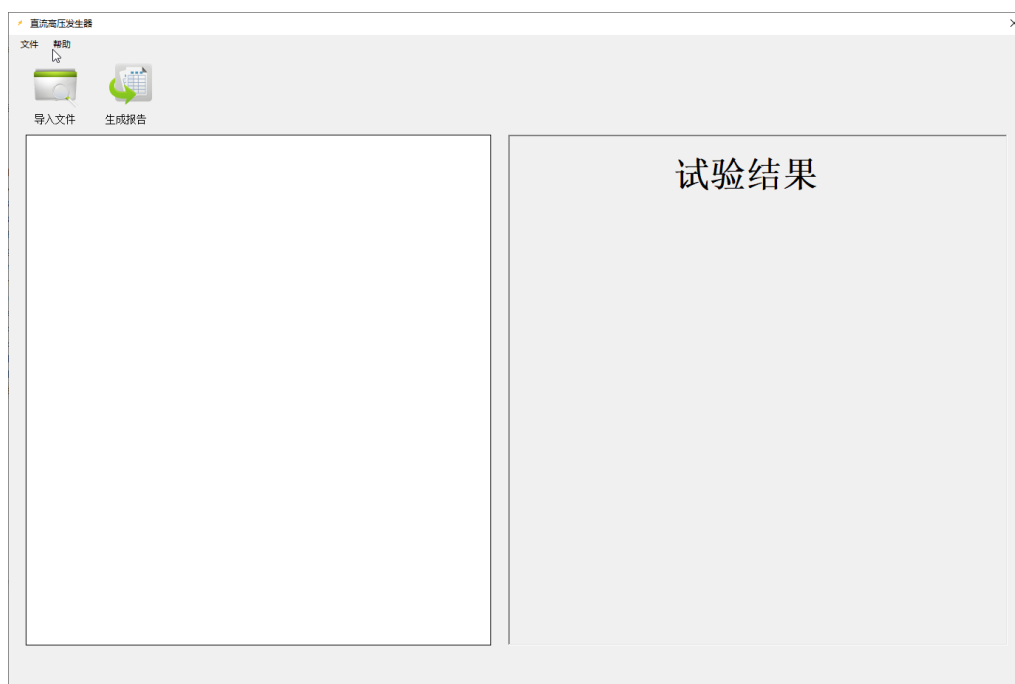 直流高压发生器
文件 帮助
导入文件 生成报告
试验结果